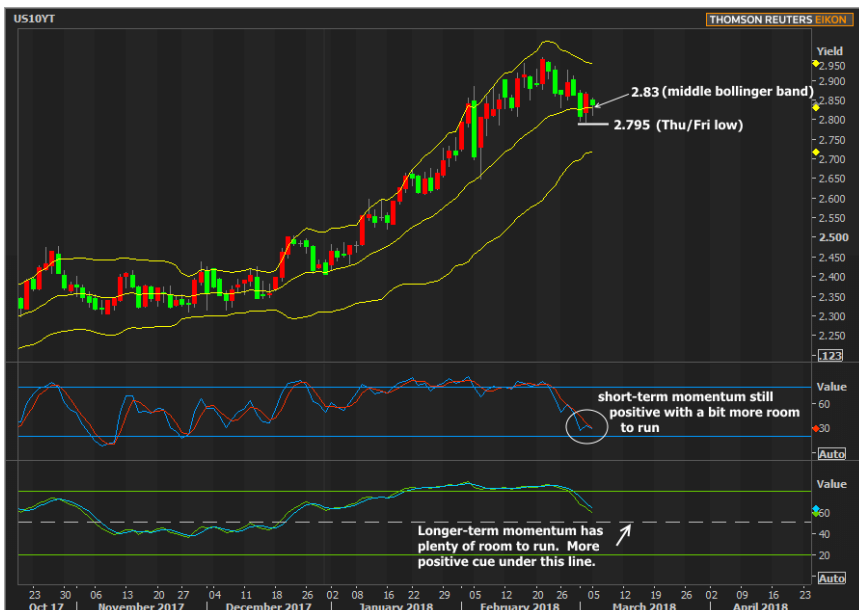 US10YT
THOMSON REUTERS EIKON
Yield
2.950
2.900
2.850
2.800
2.750
2.700
2.650
2.600
2.550
2.500
2.450
2.400
2.350
2.300
2.250
.123
2.83 (middle bollinger band)
2.795 (Thu/Fri low)
Value
60
30
Auto
short-term momentum still
positive with a bit more room
to run
Value
60
40
20
Auto
Longer-term momentum has
plenty of room to run. More
positive cue under this line.
23 30 06 13 20 27 04 11 18 26 02 08 16 22 29 05 12 20 26 05 12 19 26 02 09 16 23
Oct 17 November 2017 December 2017 January 2018 February 2018 March 2018 April 2018